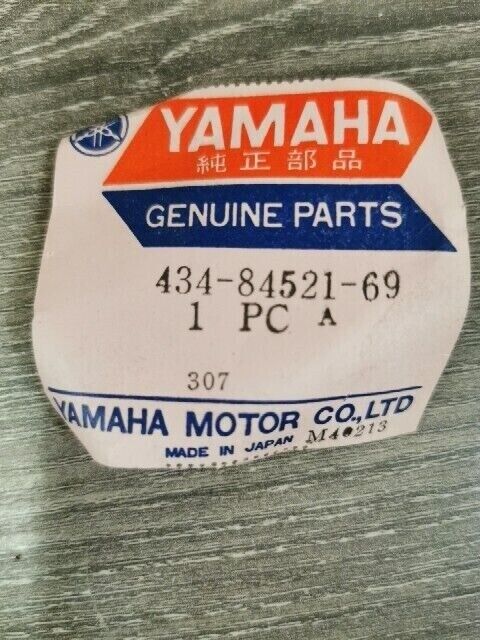 YAMAHA
純正部品
GENUINE PARTS
434-84521-69
1 PC A
307
YAMAHA MOTOR CO.,LTD
MADE IN JAPAN M40213